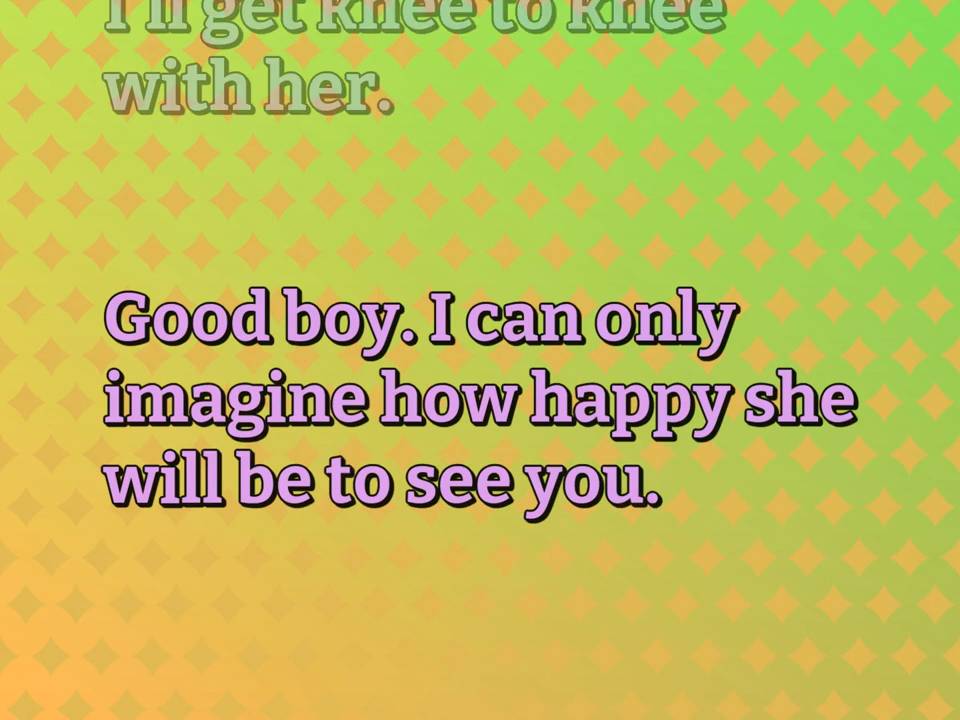 I'll get knee to knee
with her.
Good boy. I can only
imagine how happy she
will be to see you.